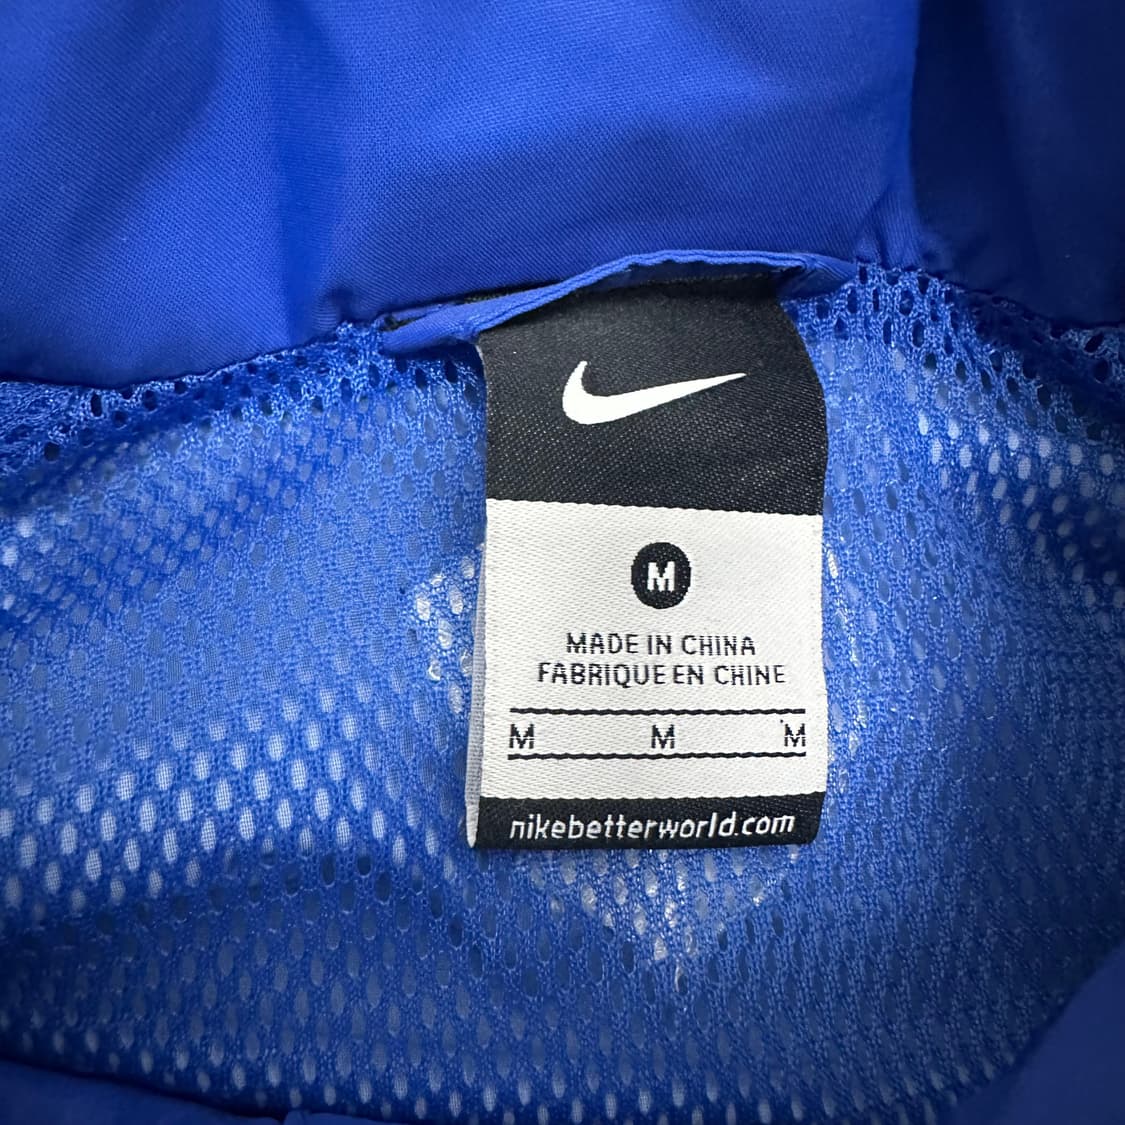 M
MADE IN CHINA
FABRIQUE EN CHINE
M M M
nikebetterworld.com